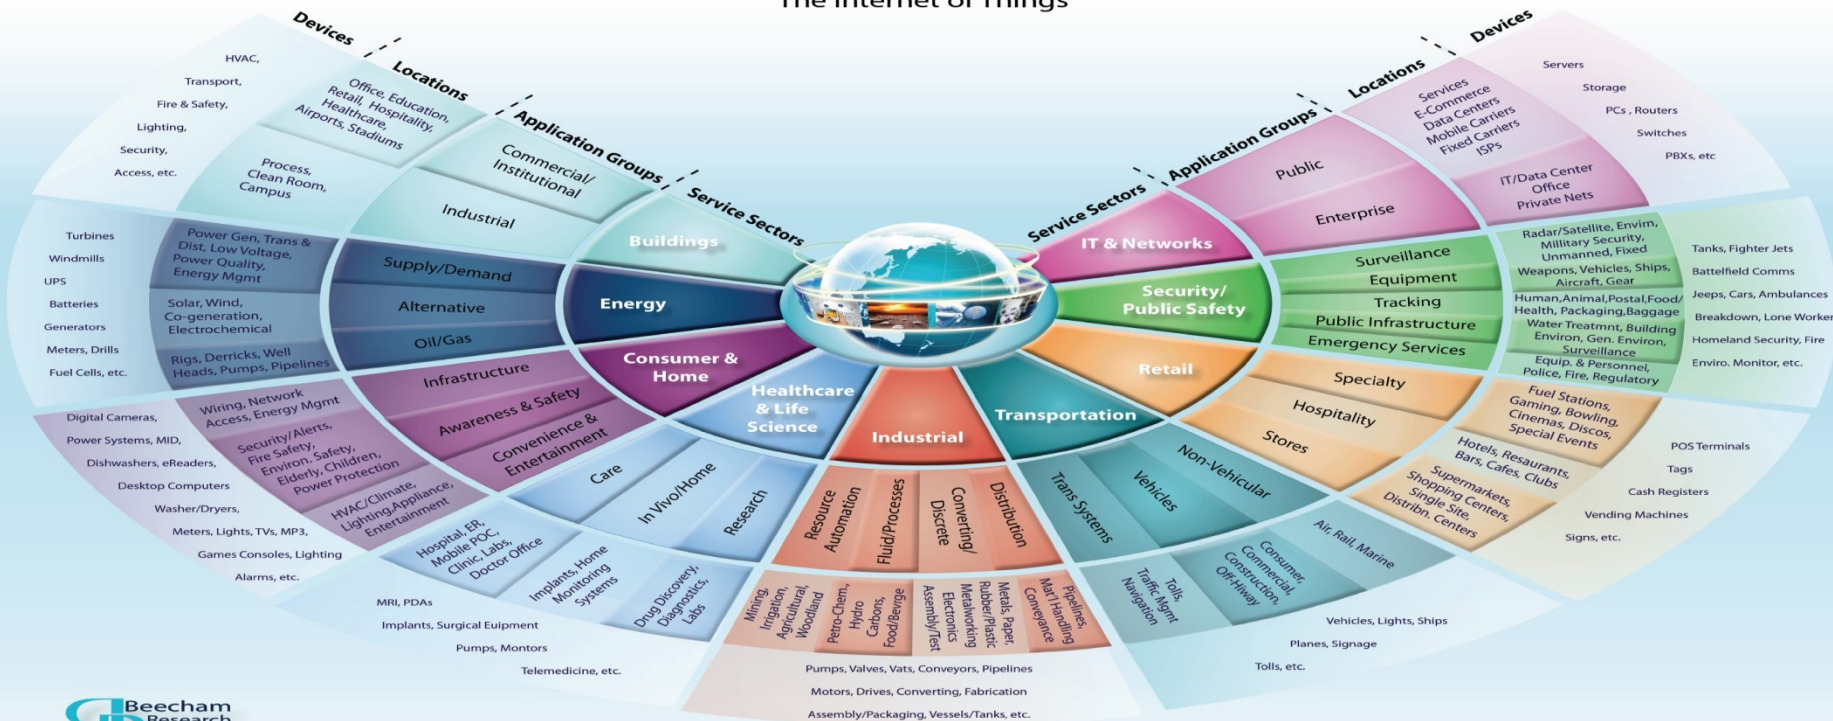 The Internet of Things
Devices
Locations
Application Groups
Service Sectors
HVAC,
Transport,
Fire & Safety,
Lighting,
Security,
Access, etc.
Office, Education,
Retail, Hospitality,
Healthcare,
Airports, Stadiums
Process,
Clean Room,
Campus
Commercial/
Institutional
Industrial
Buildings
Turbines
Windmills
UPS
Batteries
Generators
Meters, Drills
Fuel Cells, etc.
Power Gen, Trans &
Dist, Low Voltage,
Power Quality,
Energy Mgmt
Solar, Wind,
Co-generation,
Electrochemical
Rigs, Derricks, Well
Heads, Pumps, Pipelines
Supply/Demand
Alternative
Oil/Gas
Energy
Digital Cameras,
Power Systems, MID,
Dishwashers, eReaders,
Desktop Computers
Washer/Dryers,
Meters, Lights, TVs, MP3,
Games Consoles, Lighting
Alarms, etc.
Wiring, Network
Access, Energy Mgmt
Security/Alerts,
Fire Safety,
Environ. Safety,
Elderly, Children,
Power Protection
HVAC/Climate,
Lighting,Appliance,
Entertainment
Infrastructure
Awareness & Safety
Convenience &
Entertainment
Consumer &
Home
MRI, PDAs
Implants, Surgical Euipment
Pumps, Montors
Telemedicine, etc.
Hospital, ER,
Mobile POC,
Clinic, Labs,
Doctor Office
Implants, Home
Monitoring
Systems
Drug Discovery,
Diagnostics,
Labs
Care
In Vivo/Home
Research
Healthcare
& Life
Science
Industrial
Resource
Automation
Fluid/Processes
Converting/
Discrete
Distribution
Mining,
Irrigation,
Agricultural,
Woodland
Petro-Chem,
Hydro
Carbons,
Food/Bevrge
Metals, Paper,
Rubber/Plastic
Metalworking
Electronics
Assembly/Test
Pipelines,
Mat'l Handling
Conveyance
Pumps, Valves, Vats, Conveyors, Pipelines
Motors, Drives, Converting, Fabrication
Assembly/Packaging, Vessels/Tanks, etc.
Transportation
Trans Systems
Vehicles
Non-Vehicular
Tolls,
Traffic Mgmt
Navigation
Consumer,
Commercial,
Construction,
Off-Hiway
Air, Rail, Marine
Vehicles, Lights, Ships
Planes, Signage
Tolls, etc.
Retail
Specialty
Hospitality
Stores
Fuel Stations,
Gaming, Bowling,
Cinemas, Discos,
Special Events
Hotels, Resaurants,
Bars, Cafes, Clubs
Supermarkets,
Shopping Centers,
Single Site,
Distribn. Centers
POS Terminals
Tags
Cash Registers
Vending Machines
Signs, etc.
Security/
Public Safety
Surveillance
Equipment
Tracking
Public Infrastructure
Emergency Services
Radar/Satellite, Envirn,
Millitary Security,
Unmanned, Fixed
Weapons, Vehicles, Ships,
Aircraft, Gear
Human,Animal,Postal,Food/
Health, Packaging,Baggage
Water Treatmnt, Building
Environ, Gen. Environ,
Surveillance
Equip. & Personnel,
Police, Fire, Regulatory
Tanks, Fighter Jets
Battelfield Comms
Jeeps, Cars, Ambulances
Breakdown, Lone Worker
Homeland Security, Fire
Enviro. Monitor, etc.
IT & Networks
Public
Enterprise
Services
E-Commerce
Data Centers
Mobile Carriers
Fixed Carriers
ISPs
IT/Data Center
Office
Private Nets
Servers
Storage
PCs , Routers
Switches
PBXs, etc
Devices
Locations
Application Groups
Service Sectors
Beecham
Research